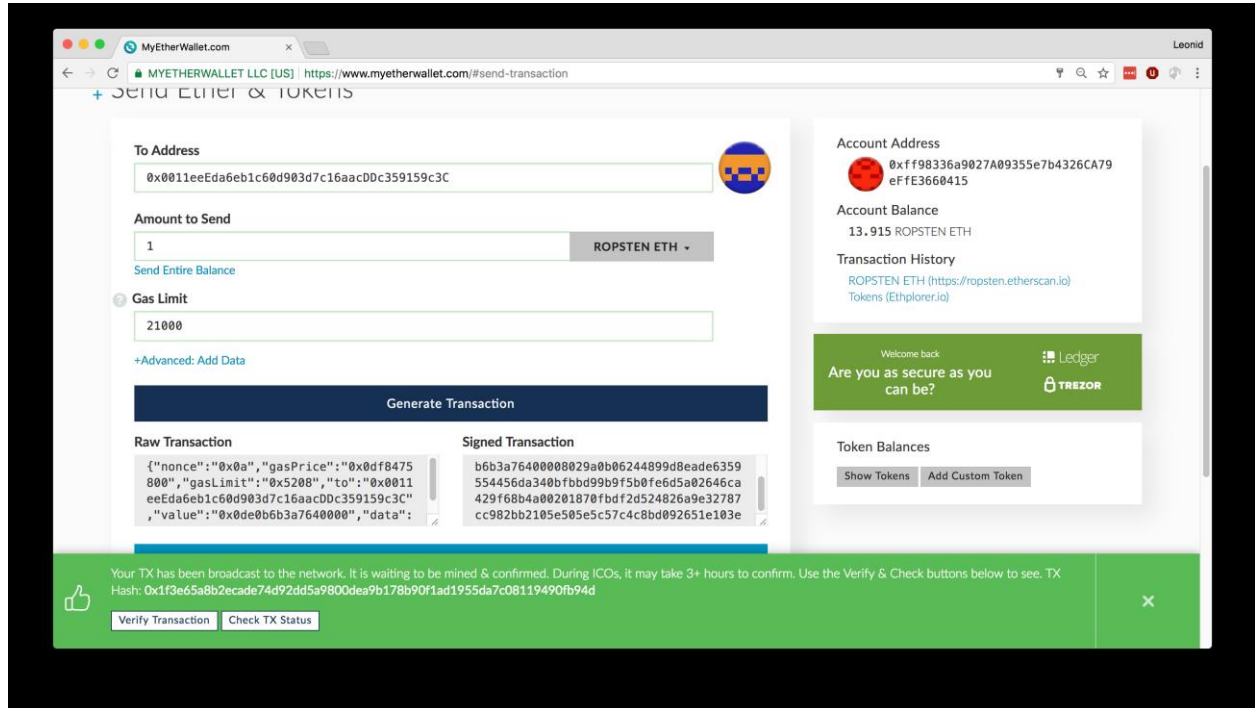 MyEtherWallet.com
Leonid
MYETHERWALLET LLC [US] https://www.myetherwallet.com/#send-transaction
+ Send Ether & Tokens
To Address
0x0011eeEda6eb1c60d903d7c16aacDDc359159c3C
Amount to Send
1
ROPSTEN ETH
Send Entire Balance
Gas Limit
21000
+Advanced: Add Data
Generate Transaction
Raw Transaction
{"nonce":"0x0a","gasPrice":"0x0df8475
800","gasLimit":"0x5208","to":"0x0011
eeEda6eb1c60d903d7c16aacDDc359159c3C"
,"value":"0x0de0b6b3a7640000","data":
Signed Transaction
b6b3a76400008029a0b06244899d8eade6359
554456da340bfbbd99b9f5b0fe6d5a02646ca
429f68b4a00201870fbdf2d524826a9e32787
cc982bb2105e505e5c57c4c8bd092651e103e
Account Address
0xff98336a9027A09355e7b4326CA79
eFfE3660415
Account Balance
13.915 ROPSTEN ETH
Transaction History
ROPSTEN ETH (https://ropsten.etherscan.io)
Tokens (Ethplorer.io)
Welcome back
Are you as secure as you
can be?
Ledger
TREZOR
Token Balances
Show Tokens
Add Custom Token
Your TX has been broadcast to the network. It is waiting to be mined & confirmed. During ICOs, it may take 3+ hours to confirm. Use the Verify & Check buttons below to see. TX
Hash: 0x1f3e65a8b2ecade74d92dd5a9800dea9b178b90f1ad1955da7c08119490fb94d
Verify Transaction
Check TX Status